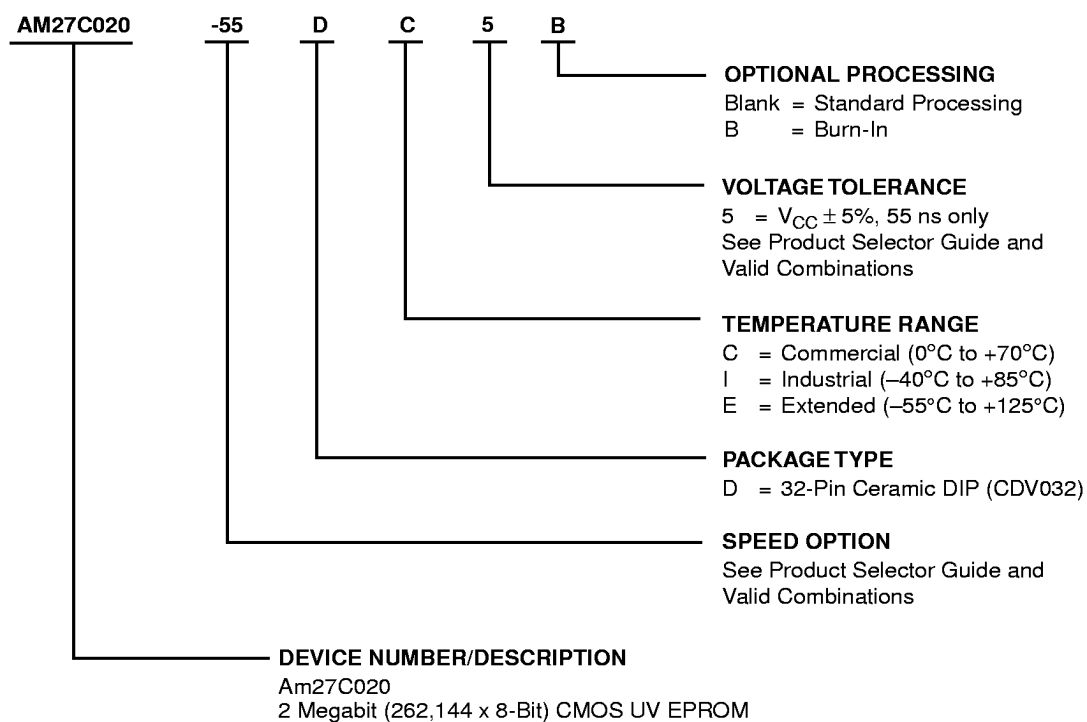 AM27C020 -55 D C 5 B
OPTIONAL PROCESSING
Blank = Standard Processing
B = Burn-In
VOLTAGE TOLERANCE
5 = VCC ± 5%, 55 ns only
See Product Selector Guide and
Valid Combinations
TEMPERATURE RANGE
C = Commercial (0°C to +70°C)
I = Industrial (–40°C to +85°C)
E = Extended (–55°C to +125°C)
PACKAGE TYPE
D = 32-Pin Ceramic DIP (CDV032)
SPEED OPTION
See Product Selector Guide and
Valid Combinations
DEVICE NUMBER/DESCRIPTION
Am27C020
2 Megabit (262,144 x 8-Bit) CMOS UV EPROM